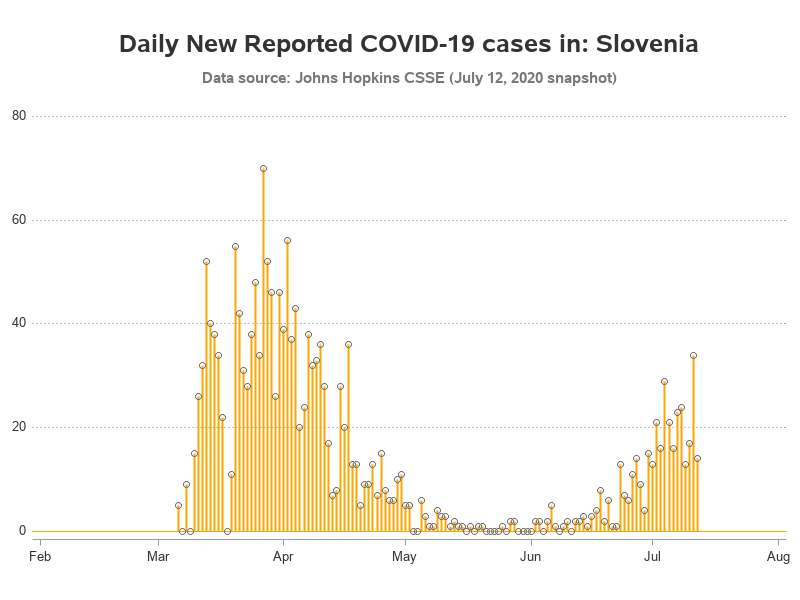 Daily New Reported COVID-19 cases in: Slovenia
Data source: Johns Hopkins CSSE (July 12, 2020 snapshot)
80
60
40
20
0
Feb Mar Apr May Jun Jul Aug